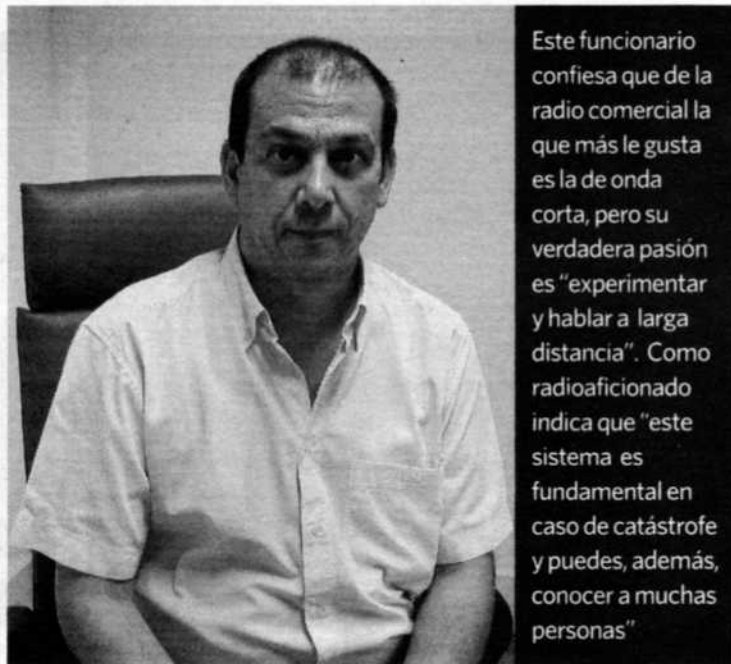 Este funcionario
confiesa que de la
radio comercial la
que más le gusta
es la de onda
corta, pero su
verdadera pasión
es “experimentar
y hablar a larga
distancia”. Como
radioaficionado
indica que “este
sistema es
fundamental en
caso de catástrofe
y puedes, además,
conocer a muchas
personas”